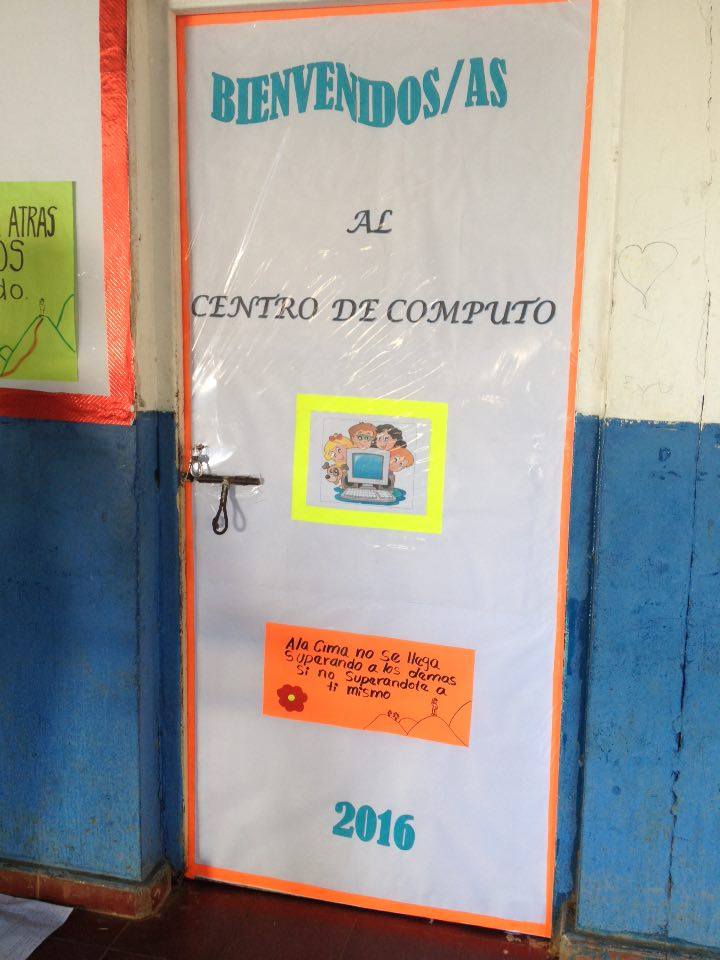 ATRAS
OS
do.
BIENVENIDOS/AS
AL
CENTRO DE COMPUTO
A la Cima no se llega
Superando a los demas
Si no Superandote a
ti mismo
2016